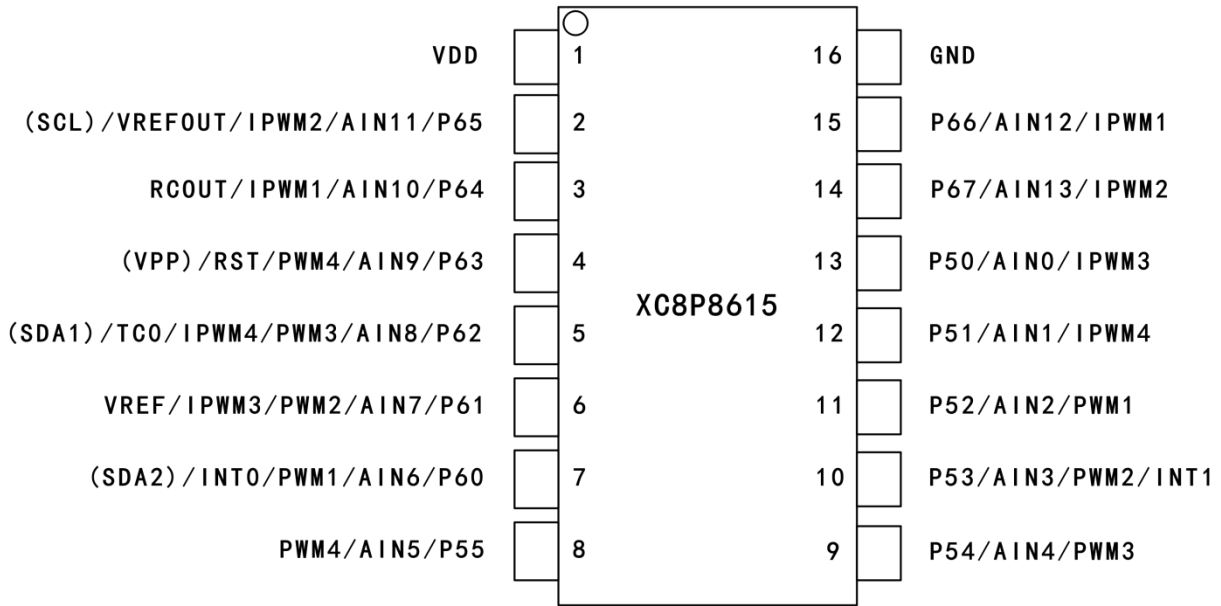 VDD 1 16 GND
(SCL)/VREFOUT/IPWM2/AIN11/P65 2 15 P66/AIN12/IPWM1
RCOUT/IPWM1/AIN10/P64 3 14 P67/AIN13/IPWM2
(VPP)/RST/PWM4/AIN9/P63 4 13 P50/AIN0/IPWM3
XC8P8615
(SDA1)/TC0/IPWM4/PWM3/AIN8/P62 5 12 P51/AIN1/IPWM4
VREF/IPWM3/PWM2/AIN7/P61 6 11 P52/AIN2/PWM1
(SDA2)/INT0/PWM1/AIN6/P60 7 10 P53/AIN3/PWM2/INT1
PWM4/AIN5/P55 8 9 P54/AIN4/PWM3